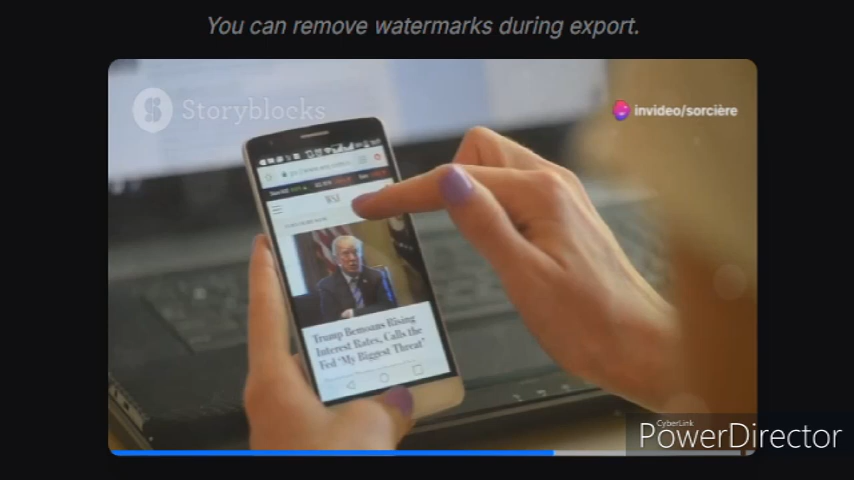 You can remove watermarks during export.
Storyblocks
invideo/sorcière
WSJ
Trump Bemoans Rising
Interest Rates, Calls the
Fed 'My Biggest Threat'
CyberLink
PowerDirector